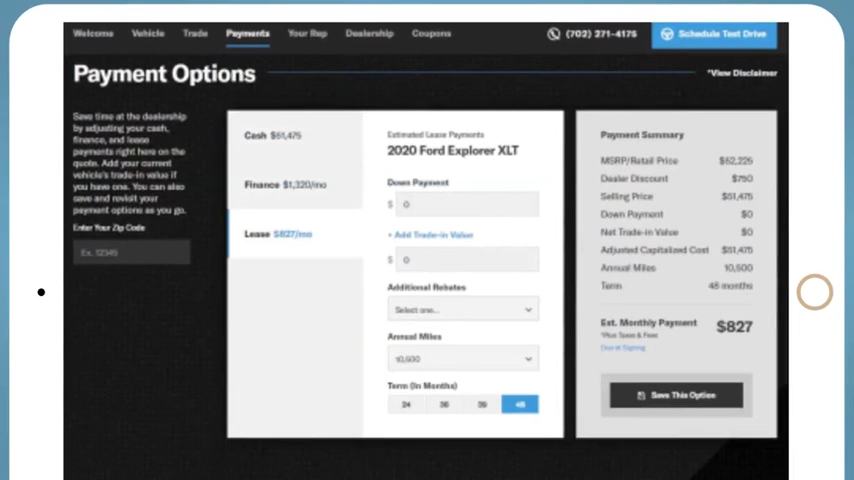 Welcome Vehicle Trade Payments Your Rep Dealership Coupons (702) 271-4175 Schedule Test Drive
Payment Options
*View Disclaimer
Save time at the dealership
by adjusting your cash,
finance, and lease
payments right here on the
quote. Add your current
vehicle's trade-in value if
you have one. You can also
save and revisit your
payment options as you go.
Enter Your Zip Code
Ex. 12345
Cash $51,475
Finance $1,320/mo
Lease $827/mo
Estimated Lease Payments
2020 Ford Explorer XLT
Down Payment
$ 0
+ Add Trade-in Value
$ 0
Additional Rebates
Select one...
Annual Miles
10,500
Term (In Months)
24 36 39 48
Payment Summary
MSRP/Retail Price $52,225
Dealer Discount $750
Selling Price $51,475
Down Payment $0
Net Trade-in Value $0
Adjusted Capitalized Cost $51,475
Annual Miles 10,500
Term 48 months
Est. Monthly Payment $827
*Plus Taxes & Fees
Due at Signing
Save This Option